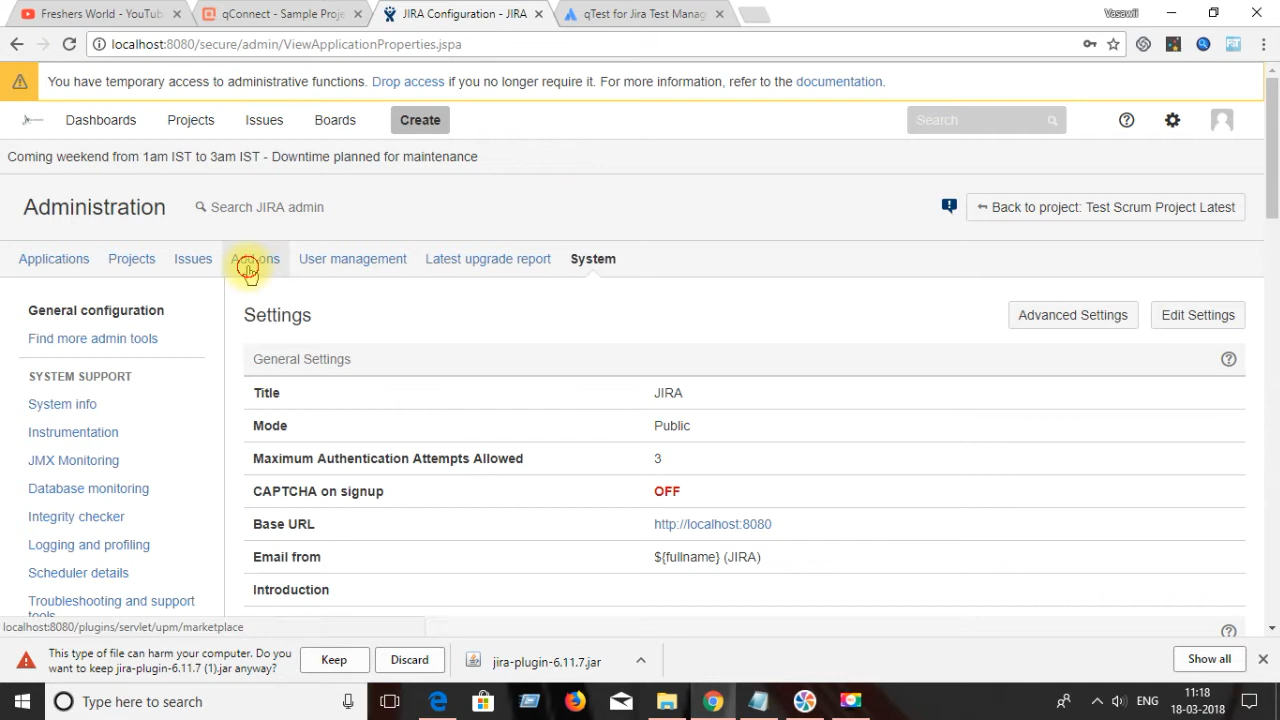 Freshers World - YouTub
qConnect - Sample Proje
JIRA Configuration - JIRA
qTest for Jira Test Manag
Vasawii
localhost:8080/secure/admin/ViewApplicationProperties.jspa
You have temporary access to administrative functions. Drop access if you no longer require it. For more information, refer to the documentation.
Dashboards Projects Issues Boards Create Search
Coming weekend from 1am IST to 3am IST - Downtime planned for maintenance
Administration Search JIRA admin Back to project: Test Scrum Project Latest
Applications Projects Issues Add-ons User management Latest upgrade report System
General configuration
Find more admin tools
SYSTEM SUPPORT
System info
Instrumentation
JMX Monitoring
Database monitoring
Integrity checker
Logging and profiling
Scheduler details
Troubleshooting and support
tools
Settings Advanced Settings Edit Settings
General Settings
Title JIRA
Mode Public
Maximum Authentication Attempts Allowed 3
CAPTCHA on signup OFF
Base URL http://localhost:8080
Email from ${fullname} (JIRA)
Introduction
localhost:8080/plugins/servlet/upm/marketplace
This type of file can harm your computer. Do you
want to keep jira-plugin-6.11.7 (1).jar anyway?
Keep Discard jira-plugin-6.11.7.jar Show all
Type here to search
ENG
11:18
18-03-2018